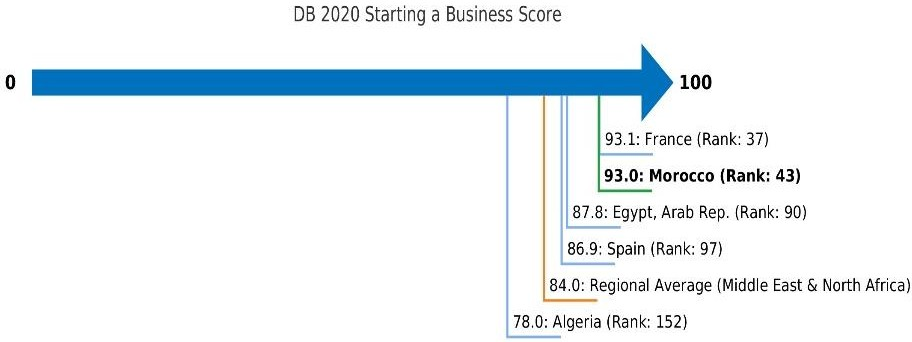 DB 2020 Starting a Business Score
0
100
93.1: France (Rank: 37)
93.0: Morocco (Rank: 43)
87.8: Egypt, Arab Rep. (Rank: 90)
86.9: Spain (Rank: 97)
84.0: Regional Average (Middle East & North Africa)
78.0: Algeria (Rank: 152)